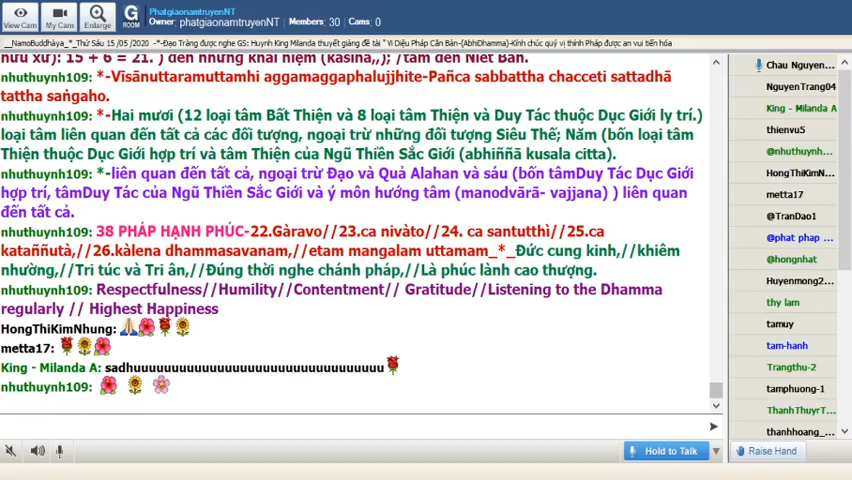 View Cam
My Cam
Enlarge
G
ROOM
PhatgiaonamtruyenNT
Owner: phatgiaonamtruyenNT Members: 30 Cams: 0
__NamoBuddhàya_*_Thứ Sáu 15 /05 /2020 -*-Đạo Tràng được nghe GS: Huynh King Milanda thuyết giảng đề tài " Vi Diệu Pháp Căn Bản-(AbhiDhamma)-Kính chúc quý vị thính Pháp được an vui tiến hóa
hữu xứ): 15 + 6 = 21. ) đến những khái niệm (kasina,,); /tám đến Niết Bàn.
nhuthuynh109: *-Vīsānuttaramuttamhi aggamaggaphalujjhite-Pañca sabbattha chacceti sattadhā
tattha saṅgaho.
nhuthuynh109: *-Hai mươi (12 loại tâm Bất Thiện và 8 loại tâm Thiện và Duy Tác thuộc Dục Giới ly trí.)
loại tâm liên quan đến tất cả các đối tượng, ngoại trừ những đối tượng Siêu Thế; Năm (bốn loại tâm
Thiện thuộc Dục Giới hợp trí và tâm Thiện của Ngũ Thiền Sắc Giới (abhiññā kusala citta).
nhuthuynh109: *-liên quan đến tất cả, ngoại trừ Đạo và Quả Alahan và sáu (bốn tâmDuy Tác Dục Giới
hợp trí, tâmDuy Tác của Ngũ Thiền Sắc Giới và ý môn hướng tâm (manodvārā- vajjana) ) liên quan
đến tất cả.
nhuthuynh109: 38 PHÁP HẠNH PHÚC-22.Gàravo//23.ca nivàto//24. ca santutthì//25.ca
kataññutà,//26.kàlena dhammasavanam,//etam mangalam uttamam_*_Đức cung kính,//khiêm
nhường,//Tri túc và Tri ân,//Đúng thời nghe chánh pháp,//Là phúc lành cao thượng.
nhuthuynh109: Respectfulness//Humility//Contentment// Gratitude//Listening to the Dhamma
regularly // Highest Happiness
HongThiKimNhung:
metta17:
King - Milanda A: sadhuuuuuuuuuuuuuuuuuuuuuuuuuuuuuuuuu
nhuthuynh109:
Hold to Talk
Chau Nguyen...
NguyenTrang04
King - Milanda A
thienvu5
@nhuthuynh...
HongThiKimN...
metta17
@TranDao1
@phat phap ...
@hongnhat
Huyenmong2...
thy lam
tamuy
tam-hanh
Trangthu-2
tamphuong-1
ThanhThuyrT...
thanhhoang_...
Raise Hand